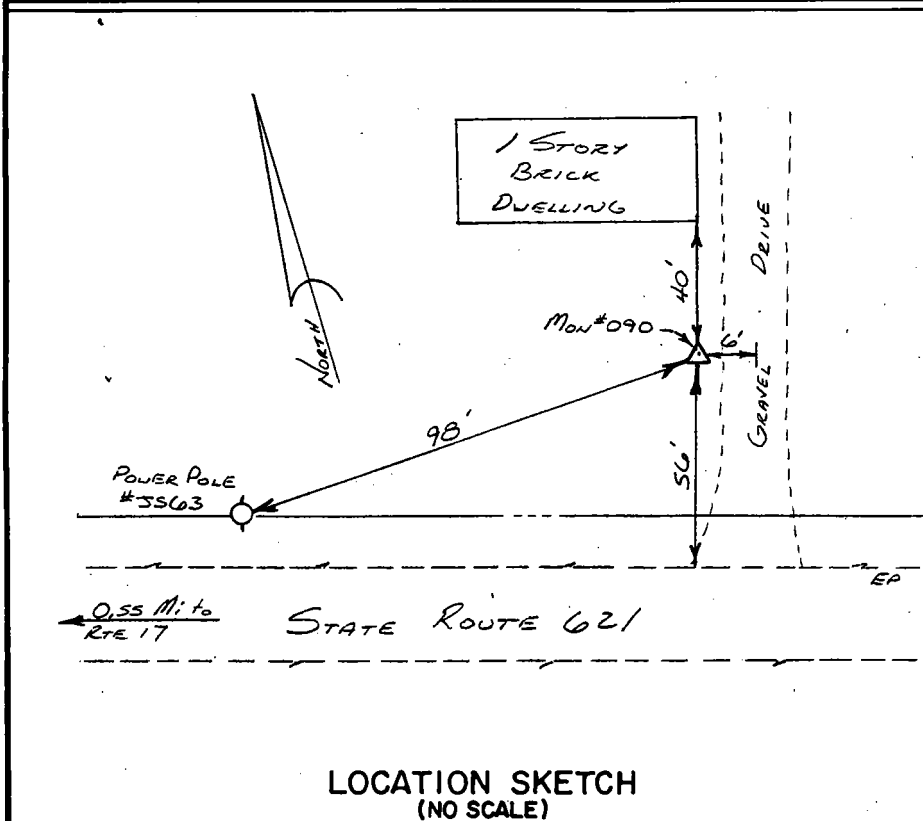 1 STORY
BRICK
DWELLING
DRIVE
GRAVEL
40'
MON #090
6'
NORTH
98'
56'
POWER POLE
#JS63
EP
0.55 Mi to
RTE 17
STATE ROUTE 621
LOCATION SKETCH
(NO SCALE)